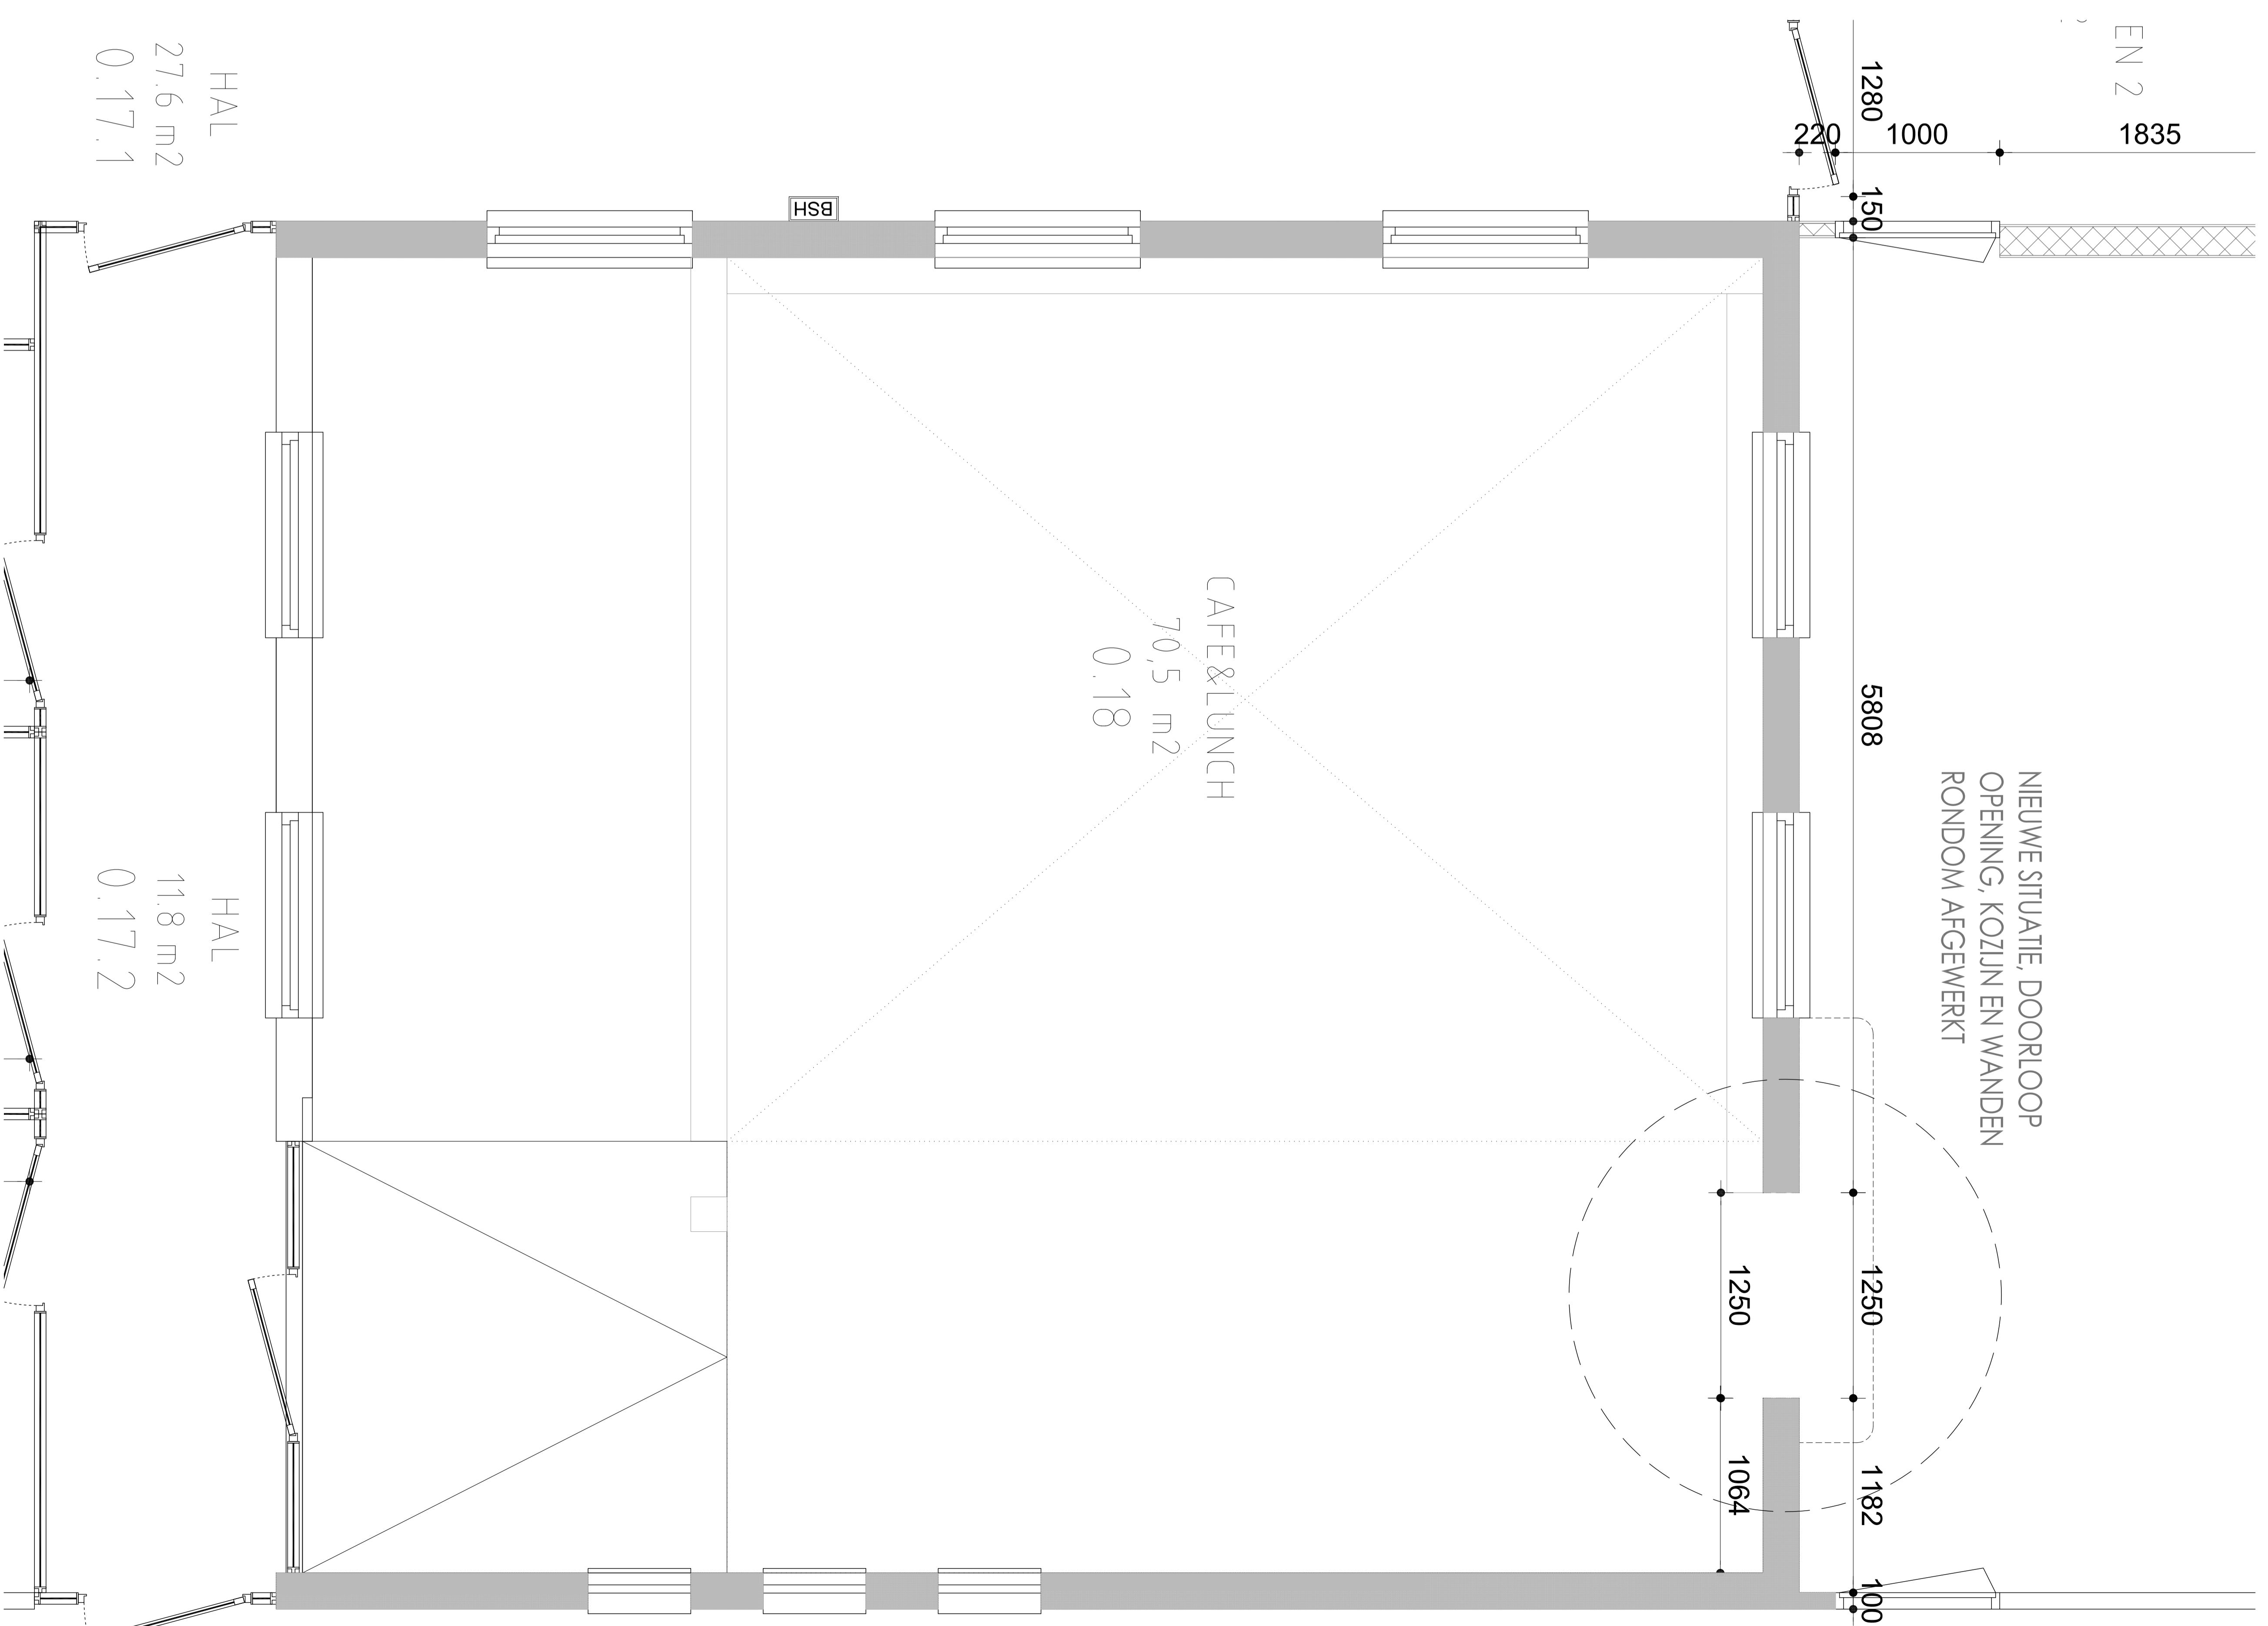 EN 2
1280
220
1000
1835
150
HAL
27.6 m2
0.17.1
BSH
CAFE&LUNCH
70,5 m2
0.18
5808
NIEUWE SITUATIE, DOORLOOP
OPENING, KOZIJN EN WANDEN
RONDOM AFGEWERKT
HAL
11.8 m2
0.17.2
1250
1250
1064
1182
100